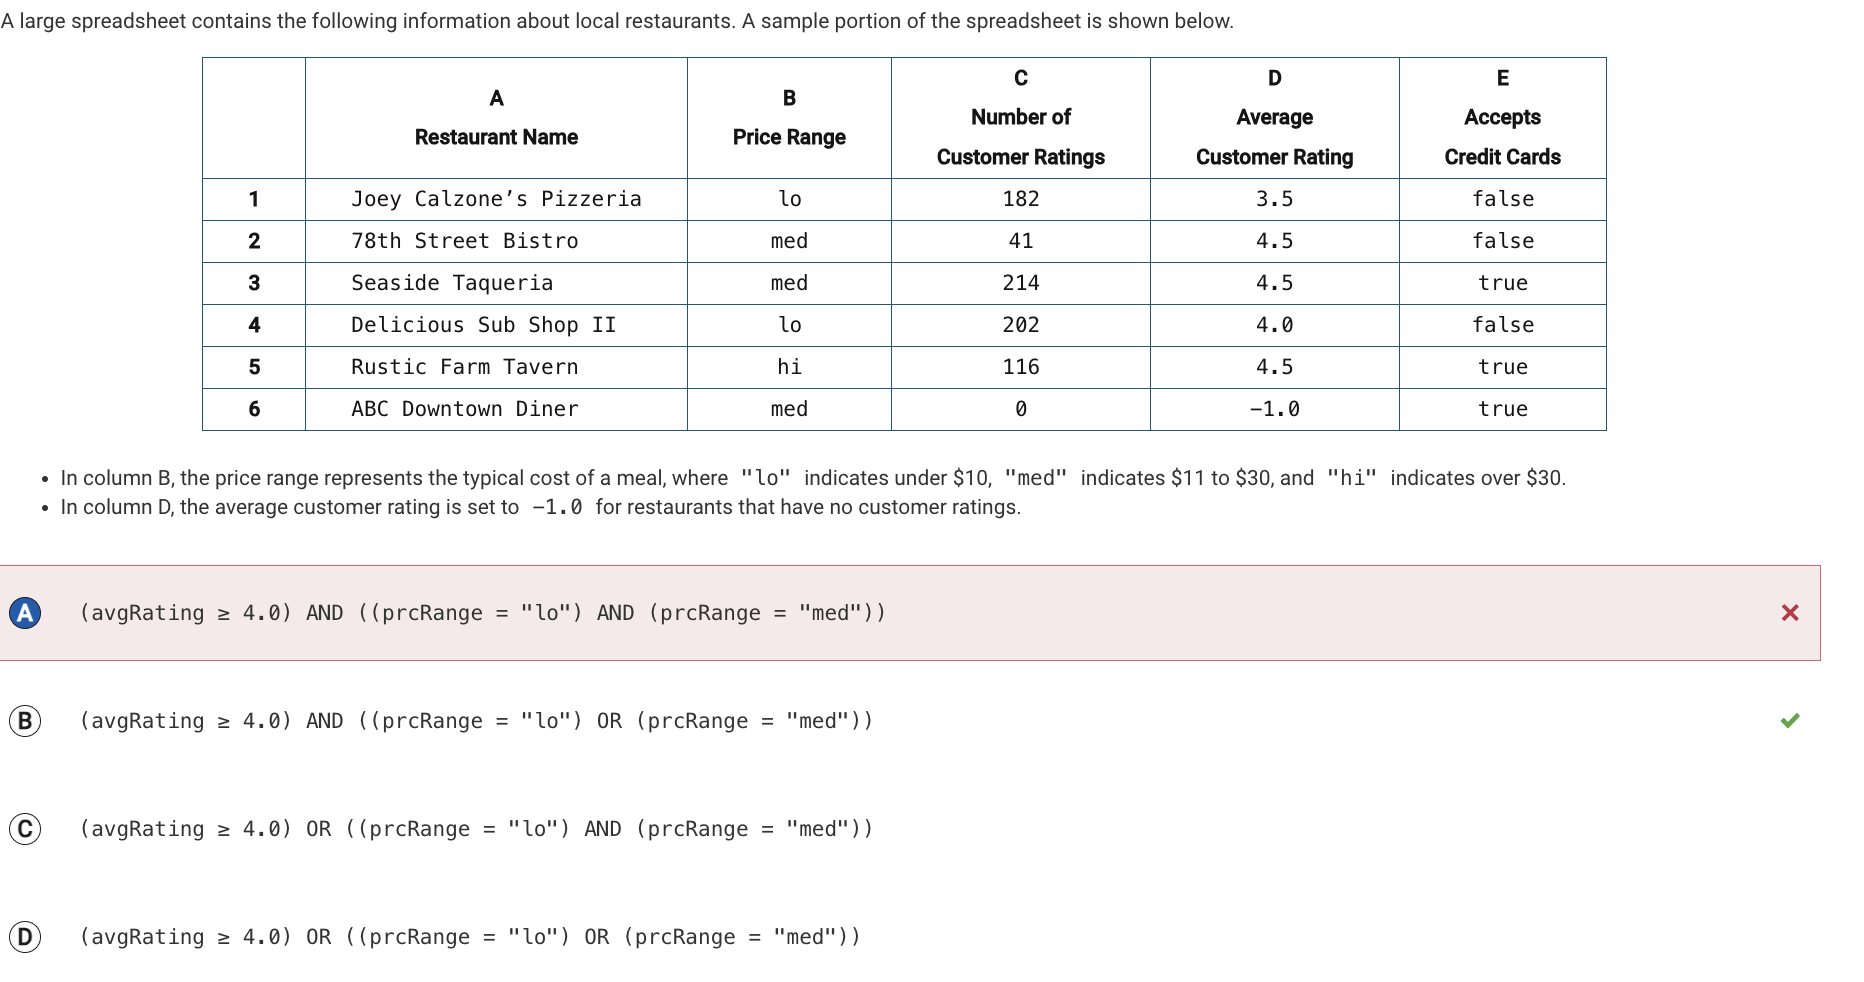 A large spreadsheet contains the following information about local restaurants. A sample portion of the spreadsheet is shown below.
A Restaurant Name | B Price Range | C Number of Customer Ratings | D Average Customer Rating | E Accepts Credit Cards
1 | Joey Calzone’s Pizzeria | lo | 182 | 3.5 | false
2 | 78th Street Bistro | med | 41 | 4.5 | false
3 | Seaside Taqueria | med | 214 | 4.5 | true
4 | Delicious Sub Shop II | lo | 202 | 4.0 | false
5 | Rustic Farm Tavern | hi | 116 | 4.5 | true
6 | ABC Downtown Diner | med | 0 | −1.0 | true
• In column B, the price range represents the typical cost of a meal, where "lo" indicates under $10, "med" indicates $11 to $30, and "hi" indicates over $30.
• In column D, the average customer rating is set to −1.0 for restaurants that have no customer ratings.
A (avgRating ≥ 4.0) AND ((prcRange = "lo") AND (prcRange = "med"))
B (avgRating ≥ 4.0) AND ((prcRange = "lo") OR (prcRange = "med"))
C (avgRating ≥ 4.0) OR ((prcRange = "lo") AND (prcRange = "med"))
D (avgRating ≥ 4.0) OR ((prcRange = "lo") OR (prcRange = "med"))